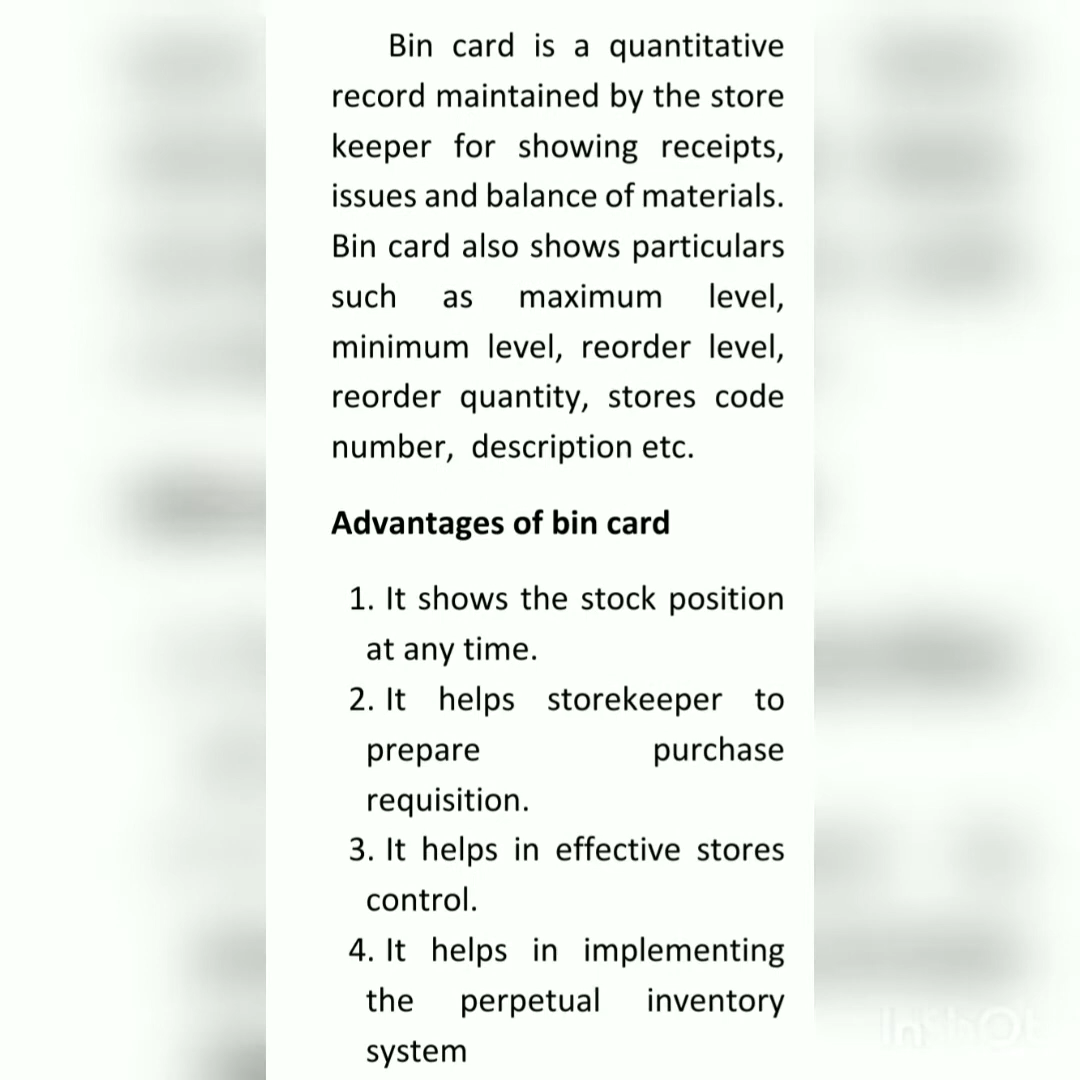 Bin card is a quantitative
record maintained by the store
keeper for showing receipts,
issues and balance of materials.
Bin card also shows particulars
such as maximum level,
minimum level, reorder level,
reorder quantity, stores code
number, description etc.
Advantages of bin card
1. It shows the stock position
at any time.
2. It helps storekeeper to
prepare purchase
requisition.
3. It helps in effective stores
control.
4. It helps in implementing
the perpetual inventory
system
InShOt